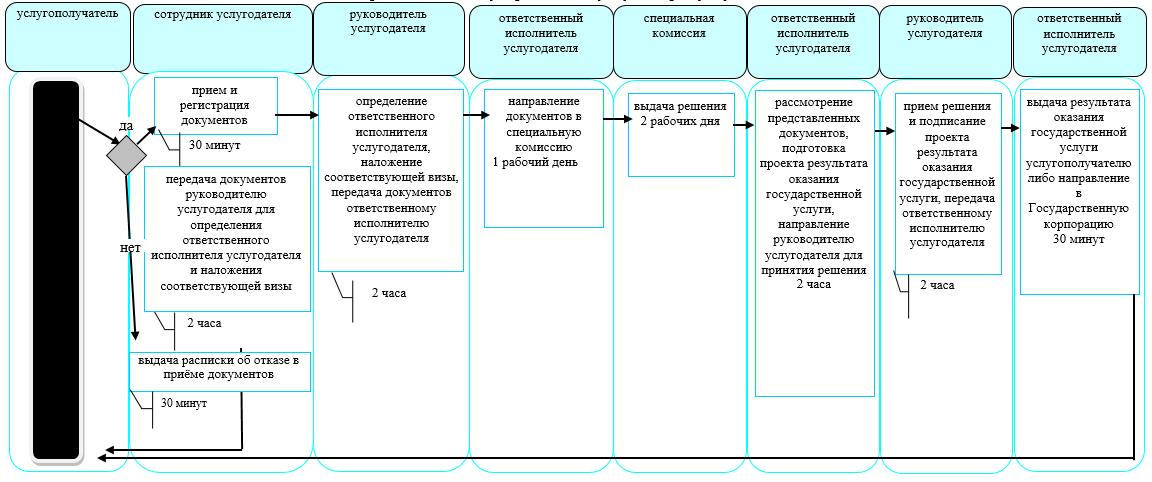 услугополучатель
сотрудник услугодателя
руководитель
услугодателя
ответственный
исполнитель
услугодателя
специальная
комиссия
ответственный
исполнитель
услугодателя
руководитель
услугодателя
ответственный
исполнитель
услугодателя
да
нет
прием и
регистрация
документов
30 минут
передача документов
руководителю
услугодателя для
определения
ответственного
исполнителя услугодателя
и наложения
соответствующей визы
2 часа
выдача расписки об отказе в
приёме документов
30 минут
определение
ответственного
исполнителя
услугодателя,
наложение
соответствующей визы,
передача документов
ответственному
исполнителю
услугодателя
2 часа
направление
документов в
специальную
комиссию
1 рабочий день
выдача решения
2 рабочих дня
рассмотрение
представленных
документов,
подготовка
проекта результата
оказания
государственной
услуги,
направление
руководителю
услугодателя для
принятия решения
2 часа
прием решения
и подписание
проекта
результата
оказания
государственной
услуги, передача
ответственному
исполнителю
услугодателя
2 часа
выдача результата
оказания
государственной
услуги
услугополучателю
либо направление
в
Государственную
корпорацию
30 минут